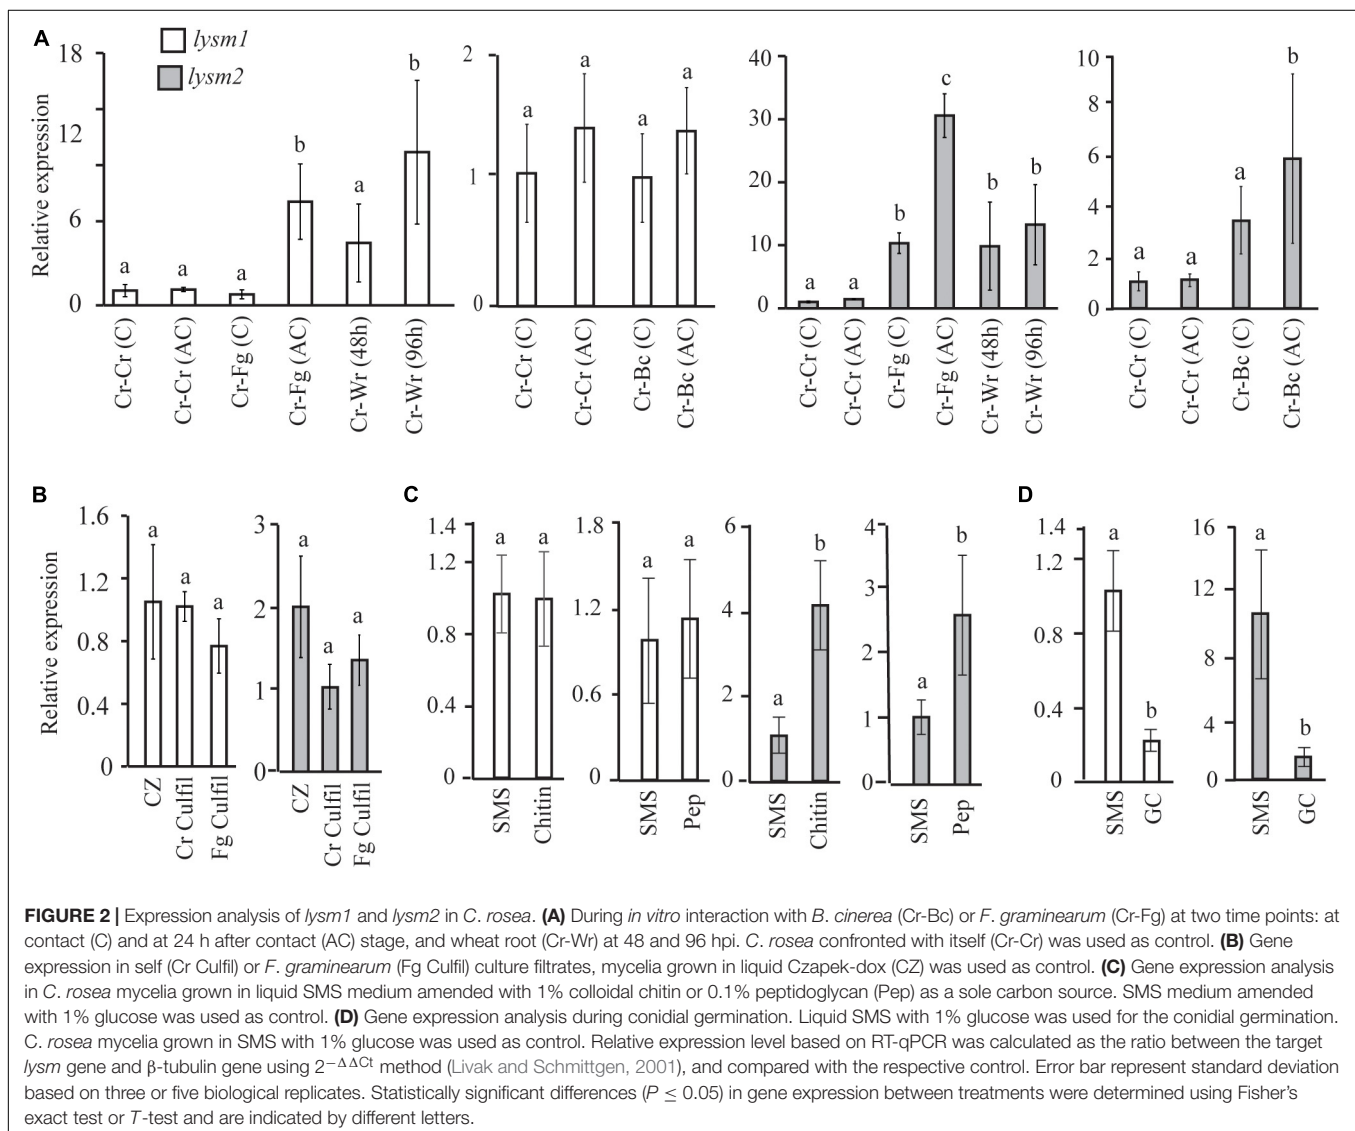 A
lysm1
lysm2
Relative expression
18
12
6
0
a
a
a
b
a
b
Cr-Cr (C)
Cr-Cr (AC)
Cr-Fg (C)
Cr-Fg (AC)
Cr-Wr (48h)
Cr-Wr (96h)
2
1
0
a
a
a
a
Cr-Cr (C)
Cr-Cr (AC)
Cr-Bc (C)
Cr-Bc (AC)
40
30
20
10
0
a
a
b
c
b
b
Cr-Cr (C)
Cr-Cr (AC)
Cr-Fg (C)
Cr-Fg (AC)
Cr-Wr (48h)
Cr-Wr (96h)
10
8
6
4
2
0
a
a
a
b
Cr-Cr (C)
Cr-Cr (AC)
Cr-Bc (C)
Cr-Bc (AC)
B
Relative expression
1.6
1.2
0.8
0.4
0
a
a
a
CZ
Cr Culfil
Fg Culfil
3
2
1
0
a
a
a
CZ
Cr Culfil
Fg Culfil
C
1.4
1.2
0.8
0.4
0
a
a
SMS
Chitin
1.8
1.2
0.6
0
a
a
SMS
Pep
6
4
2
0
a
b
SMS
Chitin
4
3
2
1
0
a
b
SMS
Pep
D
1.4
1.2
0.8
0.4
0
a
b
SMS
GC
16
12
8
4
0
a
b
SMS
GC
FIGURE 2 | Expression analysis of lysm1 and lysm2 in C. rosea. (A) During in vitro interaction with B. cinerea (Cr-Bc) or F. graminearum (Cr-Fg) at two time points: at
contact (C) and at 24 h after contact (AC) stage, and wheat root (Cr-Wr) at 48 and 96 hpi. C. rosea confronted with itself (Cr-Cr) was used as control. (B) Gene
expression in self (Cr Culfil) or F. graminearum (Fg Culfil) culture filtrates, mycelia grown in liquid Czapek-dox (CZ) was used as control. (C) Gene expression analysis
in C. rosea mycelia grown in liquid SMS medium amended with 1% colloidal chitin or 0.1% peptidoglycan (Pep) as a sole carbon source. SMS medium amended
with 1% glucose was used as control. (D) Gene expression analysis during conidial germination. Liquid SMS with 1% glucose was used for the conidial germination.
C. rosea mycelia grown in SMS with 1% glucose was used as control. Relative expression level based on RT-qPCR was calculated as the ratio between the target
lysm gene and β-tubulin gene using 2−ΔΔCt method (Livak and Schmittgen, 2001), and compared with the respective control. Error bar represent standard deviation
based on three or five biological replicates. Statistically significant differences (P ≤ 0.05) in gene expression between treatments were determined using Fisher's
exact test or T-test and are indicated by different letters.